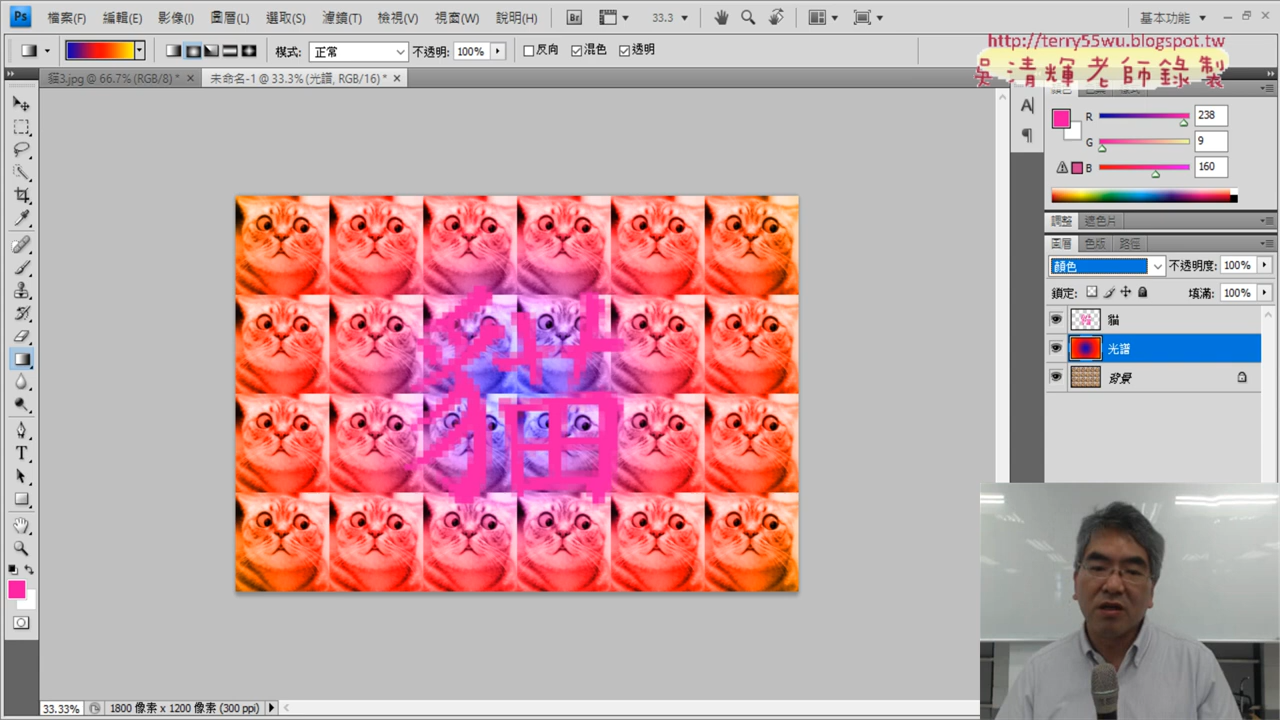 Ps 檔案(F) 編輯(E) 影像(I) 圖層(L) 選取(S) 濾鏡(T) 檢視(V) 視窗(W) 說明(H) Br 33.3 基本功能
模式: 正常 不透明: 100% 反向 混色 透明
http://terry55wu.blogspot.tw
吳清輝老師錄製
貓3.jpg @ 66.7% (RGB/8) * 未命名-1 @ 33.3% (光譜, RGB/16) *
R 238
G 9
B 160
調整 遮色片
圖層 色版 路徑
顏色 不透明度: 100%
鎖定: 填滿: 100%
貓
光譜
背景
貓
33.33% 1800 像素 x 1200 像素 (300 ppi)